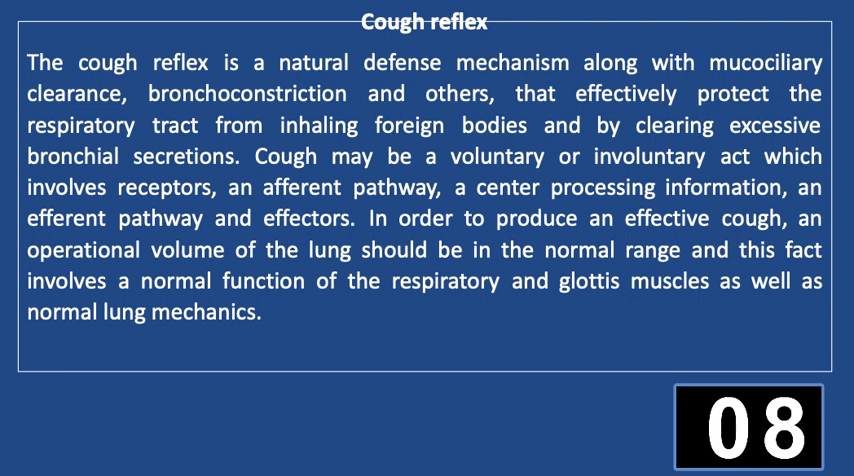 Cough reflex
The cough reflex is a natural defense mechanism along with mucociliary
clearance, bronchoconstriction and others, that effectively protect the
respiratory tract from inhaling foreign bodies and by clearing excessive
bronchial secretions. Cough may be a voluntary or involuntary act which
involves receptors, an afferent pathway, a center processing information, an
efferent pathway and effectors. In order to produce an effective cough, an
operational volume of the lung should be in the normal range and this fact
involves a normal function of the respiratory and glottis muscles as well as
normal lung mechanics.
08